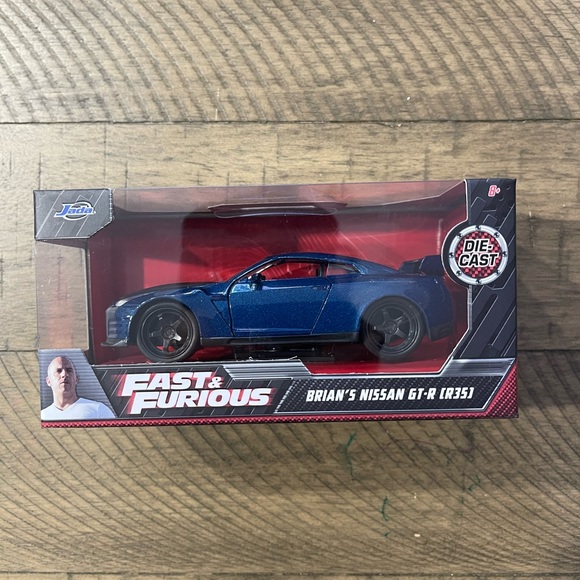 Jada
8+
DIE-
CAST
FAST &
FURIOUS
BRIAN'S NISSAN GT-R (R35)